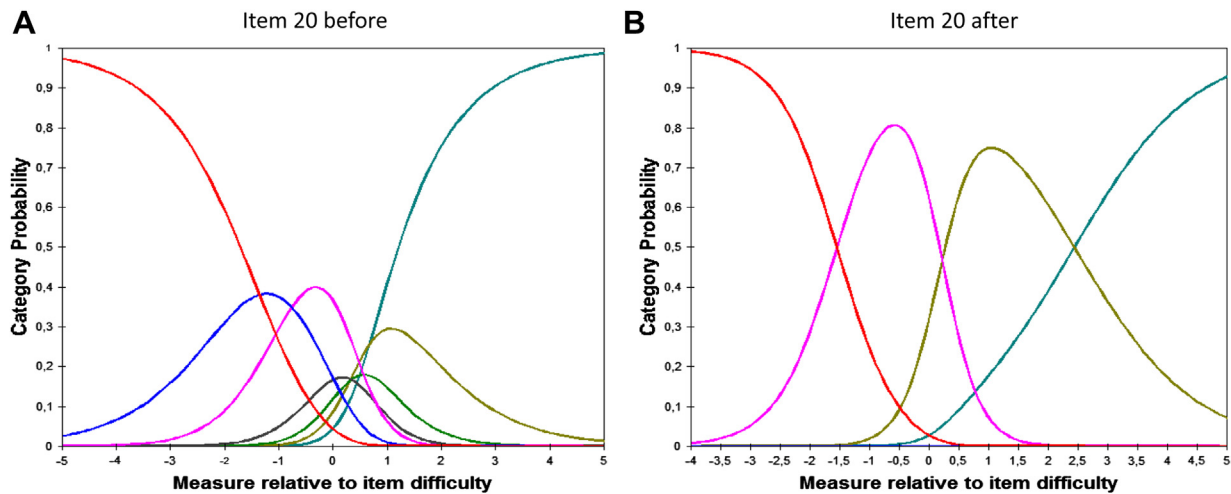 A
Item 20 before
Category Probability
1
0,9
0,8
0,7
0,6
0,5
0,4
0,3
0,2
0,1
0
-5 -4 -3 -2 -1 0 1 2 3 4 5
Measure relative to item difficulty
B
Item 20 after
Category Probability
1
0,9
0,8
0,7
0,6
0,5
0,4
0,3
0,2
0,1
0
-4 -3,5 -3 -2,5 -2 -1,5 -1 -0,5 0 0,5 1 1,5 2 2,5 3 3,5 4 4,5 5
Measure relative to item difficulty